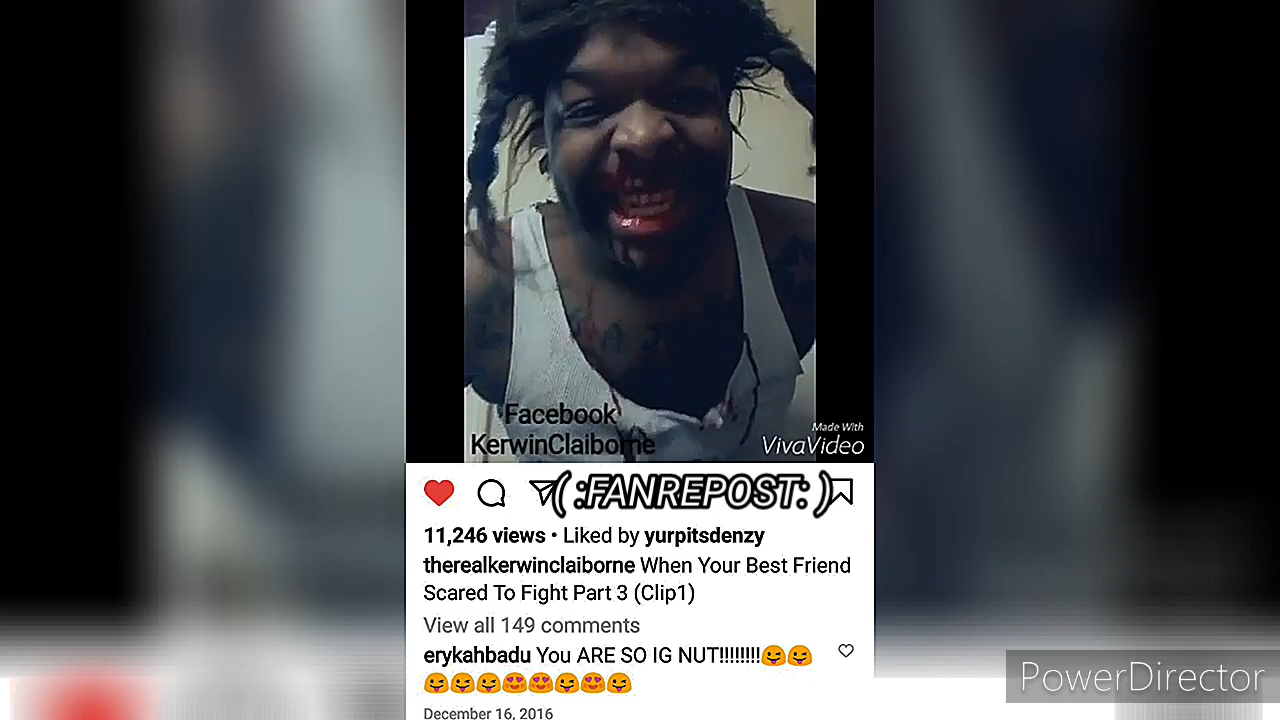 Facebook
KerwinClaiborne
Made With
VivaVideo
(:FANREPOST:)
11,246 views • Liked by yurpitsdenzy
therealkerwinclaiborne When Your Best Friend
Scared To Fight Part 3 (Clip1)
View all 149 comments
erykahbadu You ARE SO IG NUT!!!!!!!!😜😜
😜😜😜😍😍😜😍😜
December 16, 2016
PowerDirector